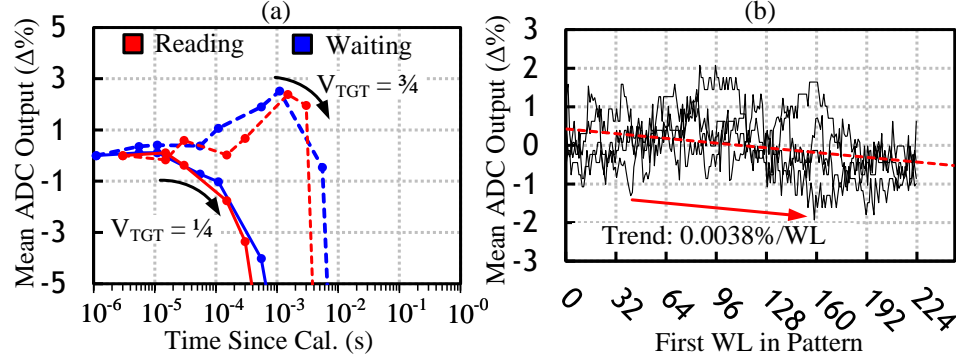 (a)
Mean ADC Output (Δ%)
5
3
1
-1
-3
-5
Reading
Waiting
VTGT = ¾
VTGT = ¼
10-6
10-5
10-4
10-3
10-2
10-1
10-0
Time Since Cal. (s)
(b)
Mean ADC Output (Δ%)
3
2
1
0
-1
-2
-3
Trend: 0.0038%/WL
0
32
64
96
128
160
192
224
First WL in Pattern